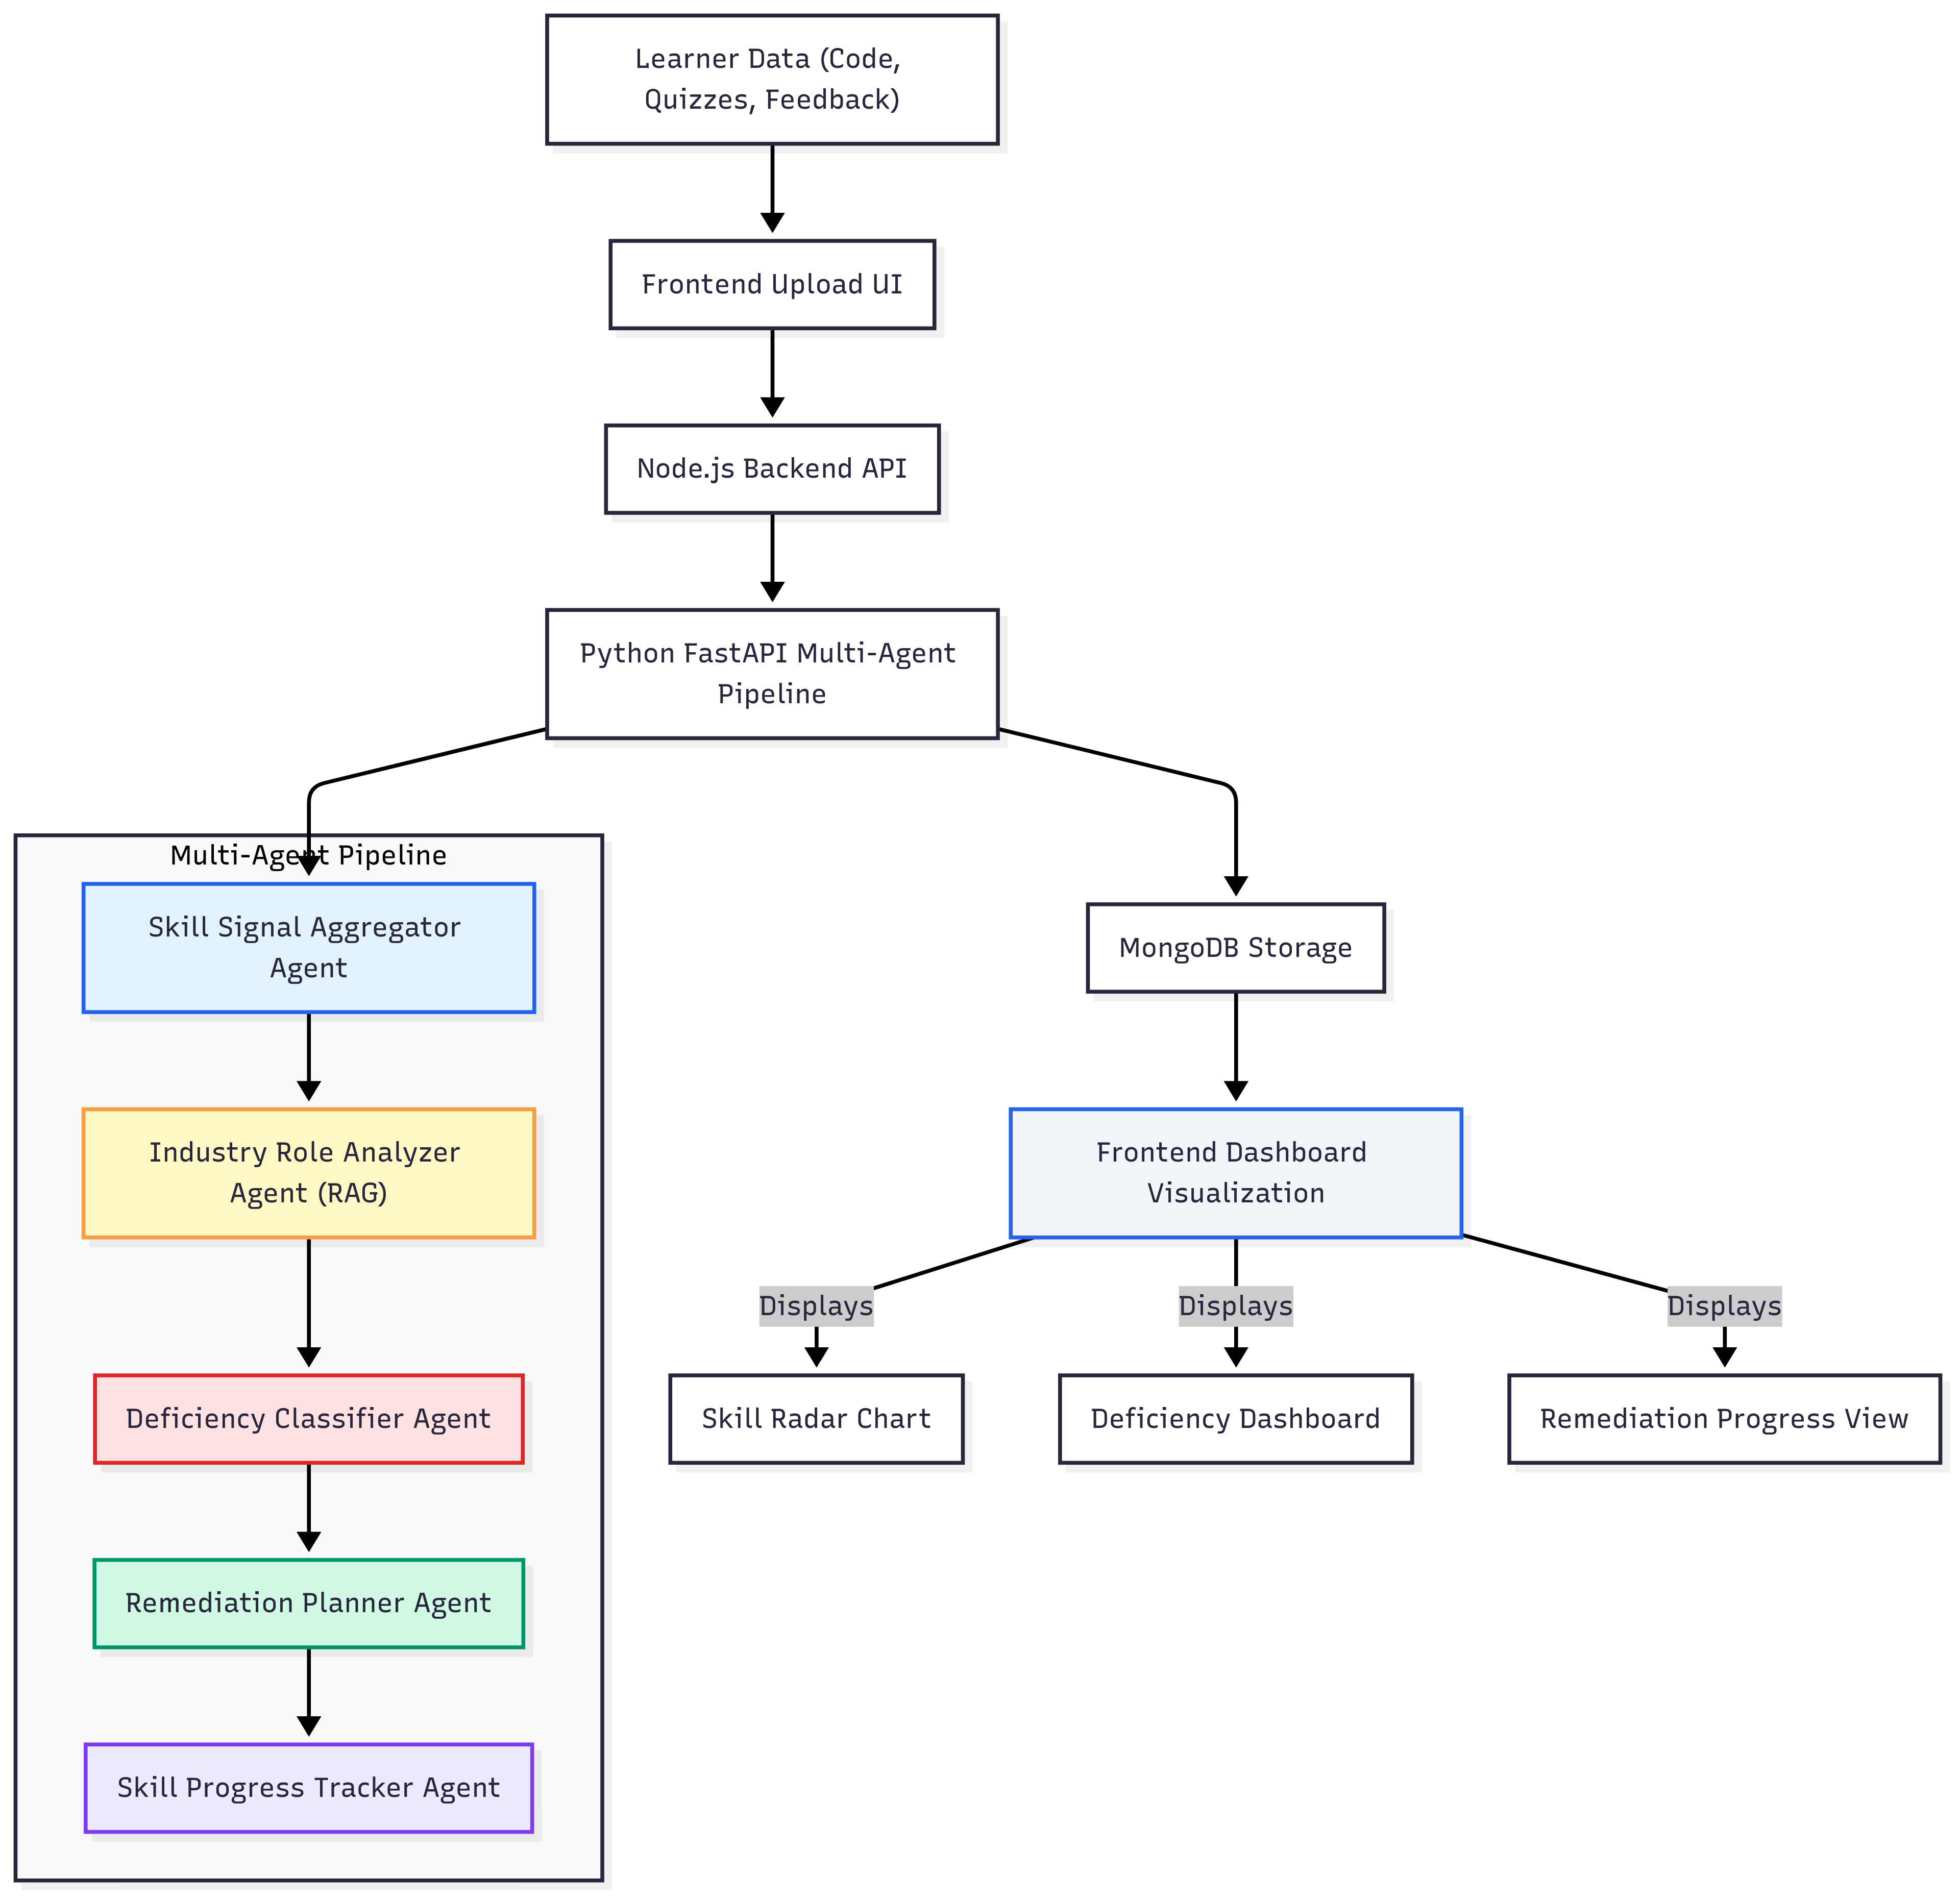 Learner Data (Code,
Quizzes, Feedback)
Frontend Upload UI
Node.js Backend API
Python FastAPI Multi-Agent
Pipeline
Multi-Agent Pipeline
Skill Signal Aggregator
Agent
Industry Role Analyzer
Agent (RAG)
Deficiency Classifier Agent
Remediation Planner Agent
Skill Progress Tracker Agent
MongoDB Storage
Frontend Dashboard
Visualization
Displays
Displays
Displays
Skill Radar Chart
Deficiency Dashboard
Remediation Progress View